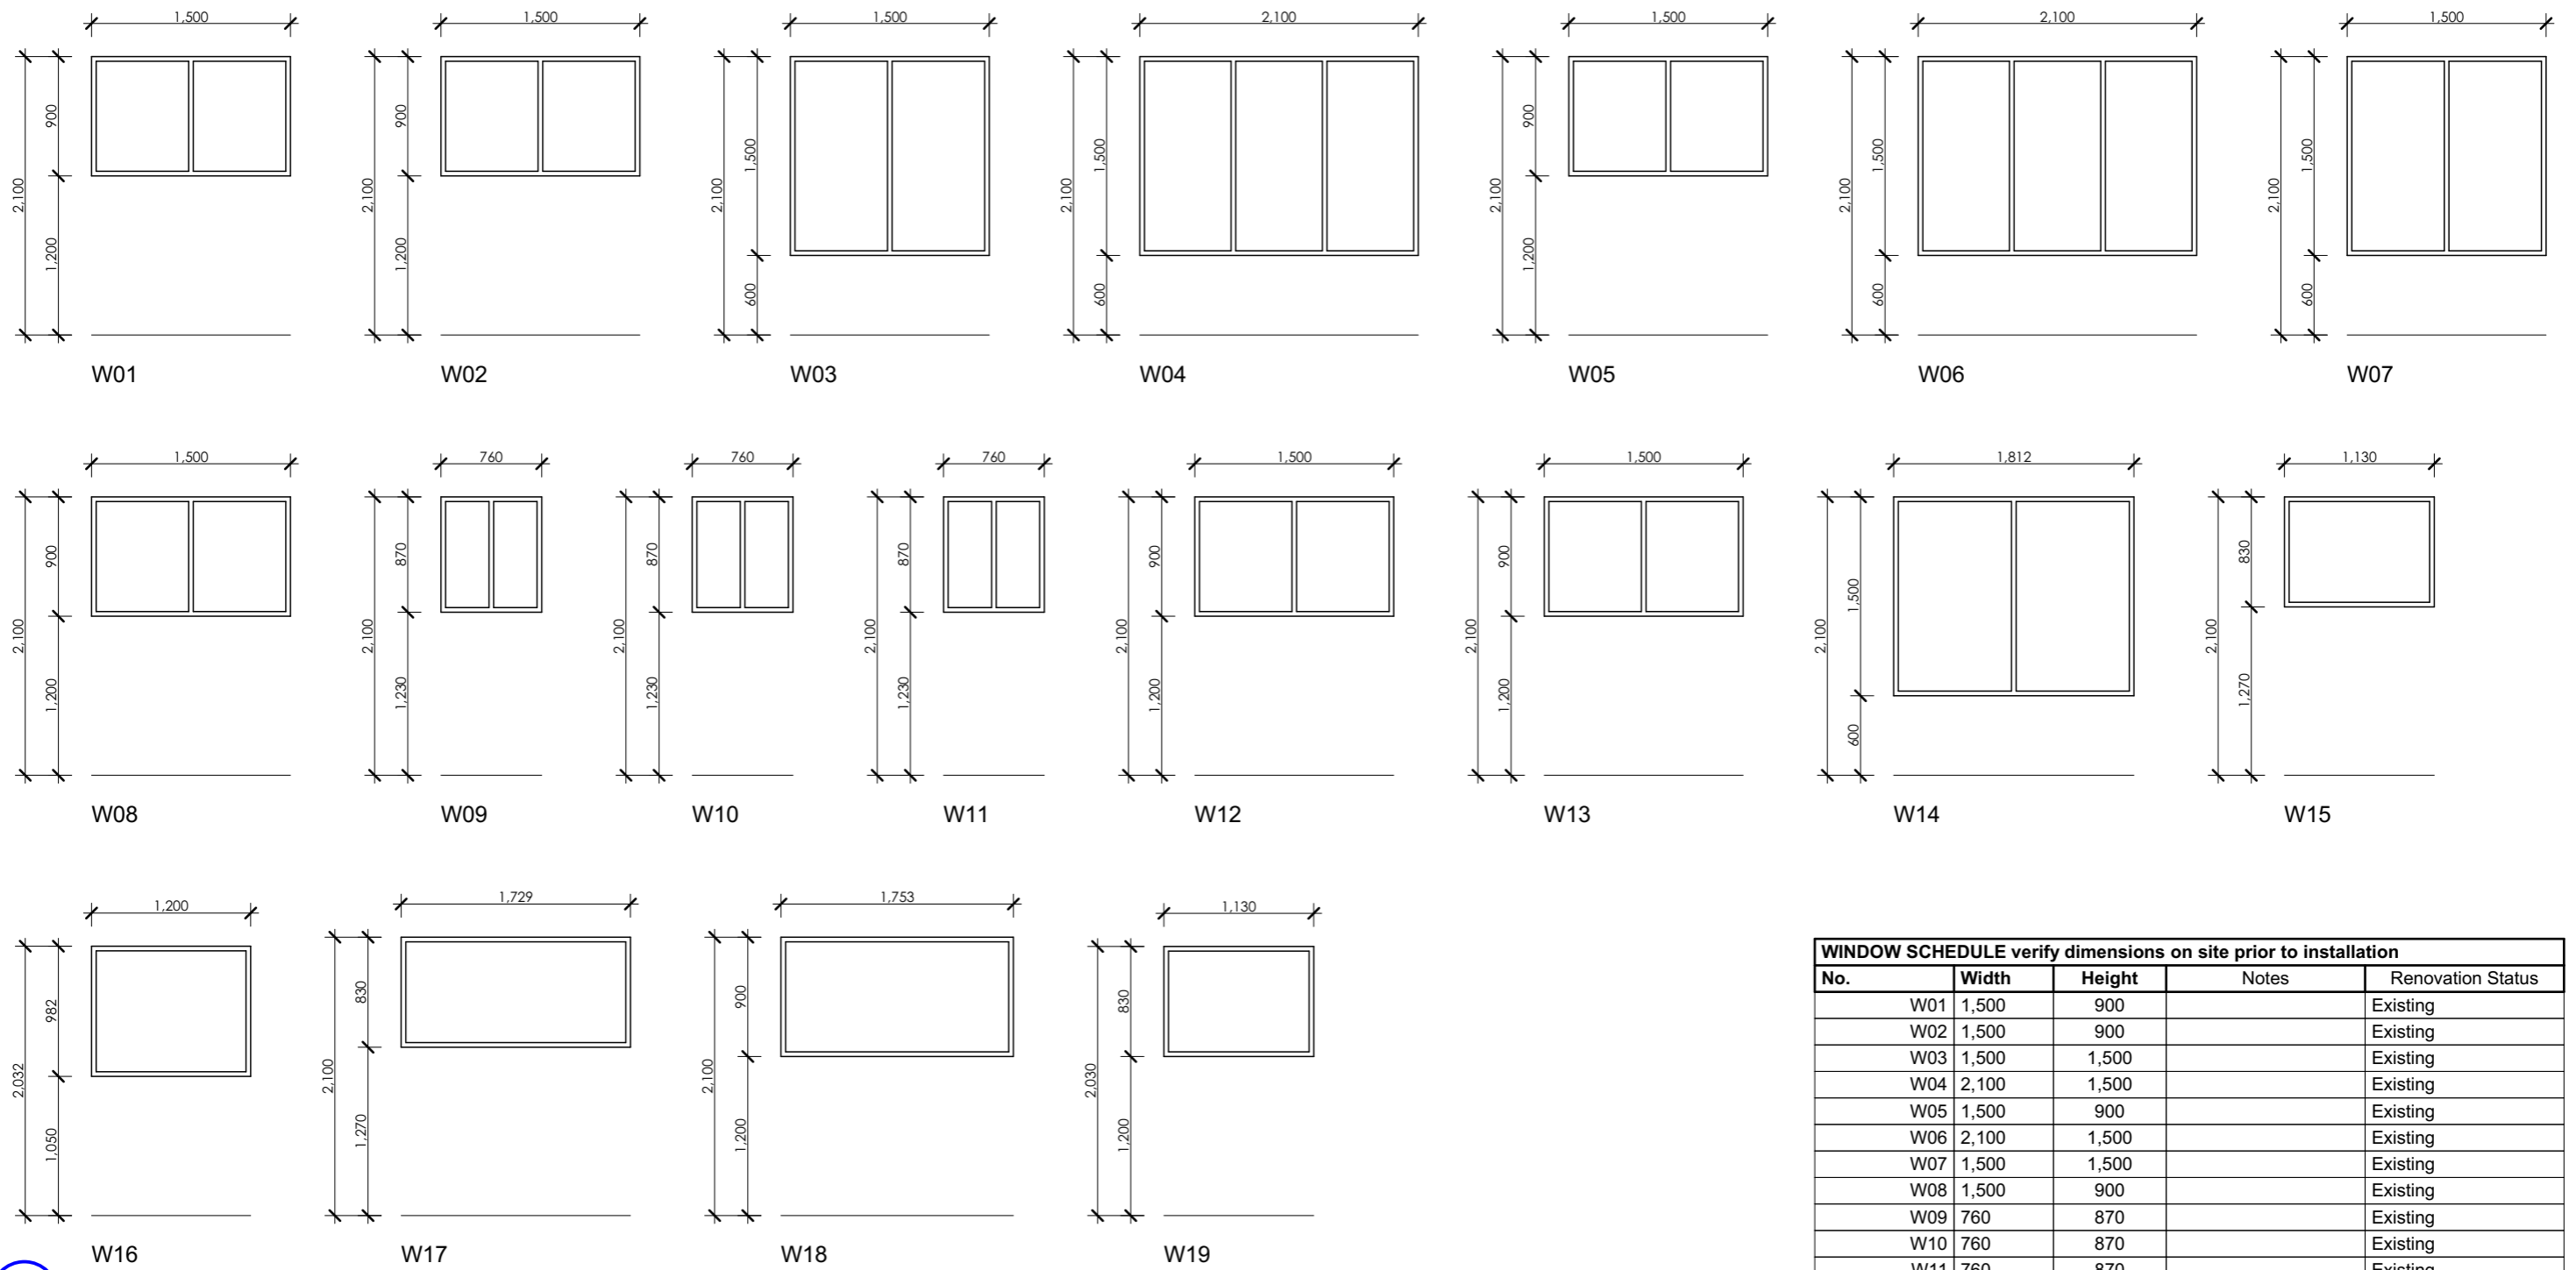 1,500 1,500 1,500 2,100 1,500 2,100 1,500
2,100 900 1,200
2,100 900 1,200
2,100 1,500 600
2,100 1,500 600
2,100 900 1,200
2,100 1,500 600
2,100 1,500 600
W01 W02 W03 W04 W05 W06 W07
1,500 760 760 760 1,500 1,500 1,812 1,130
2,100 900 1,200
2,100 870 1,230
2,100 870 1,230
2,100 870 1,230
2,100 900 1,200
2,100 900 1,200
2,100 1,500 600
2,100 830 1,270
W08 W09 W10 W11 W12 W13 W14 W15
1,200 1,729 1,753 1,130
2,032 982 1,050
2,100 830 1,270
2,100 900 1,200
2,030 830 1,200
W16 W17 W18 W19
WINDOW SCHEDULE verify dimensions on site prior to installation
No. Width Height Notes Renovation Status
W01 1,500 900 Existing
W02 1,500 900 Existing
W03 1,500 1,500 Existing
W04 2,100 1,500 Existing
W05 1,500 900 Existing
W06 2,100 1,500 Existing
W07 1,500 1,500 Existing
W08 1,500 900 Existing
W09 760 870 Existing
W10 760 870 Existing
W11 760 870 Existing